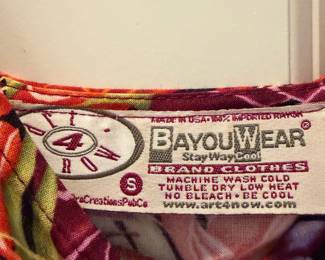 art
4
NOW
S
MADE IN USA • 100% IMPORTED RAYON
BAYOUWEAR
Stay Way Cool
BRAND CLOTHES
MACHINE WASH COLD
TUMBLE DRY LOW HEAT
NO BLEACH • BE COOL
www.art4now.com
CreationsPubCo